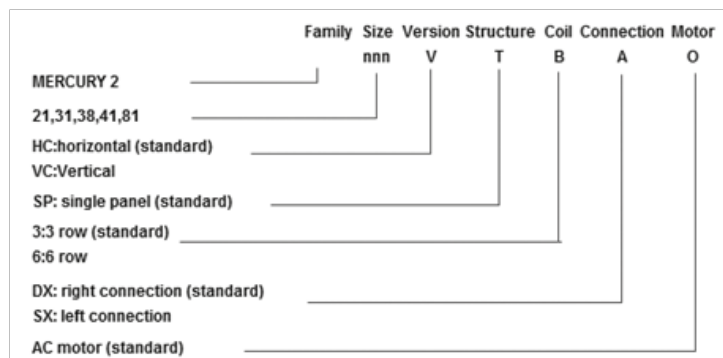 Family Size Version Structure Coil Connection Motor
nnn V T B A O
MERCURY 2
21,31,38,41,81
HC:horizontal (standard)
VC:Vertical
SP: single panel (standard)
3:3 row (standard)
6:6 row
DX: right connection (standard)
SX: left connection
AC motor (standard)